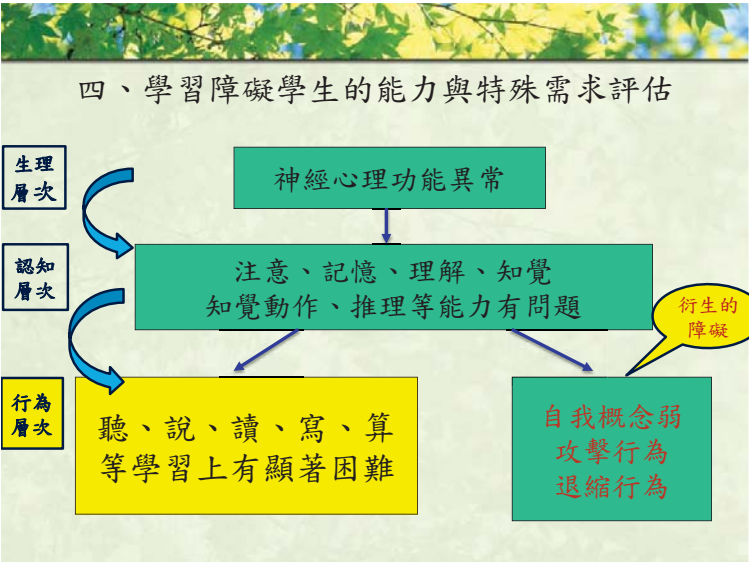 四、學習障礙學生的能力與特殊需求評估
生理
層次
神經心理功能異常
認知
層次
注意、記憶、理解、知覺
知覺動作、推理等能力有問題
衍生的
障礙
行為
層次
聽、說、讀、寫、算
等學習上有顯著困難
自我概念弱
攻擊行為
退縮行為